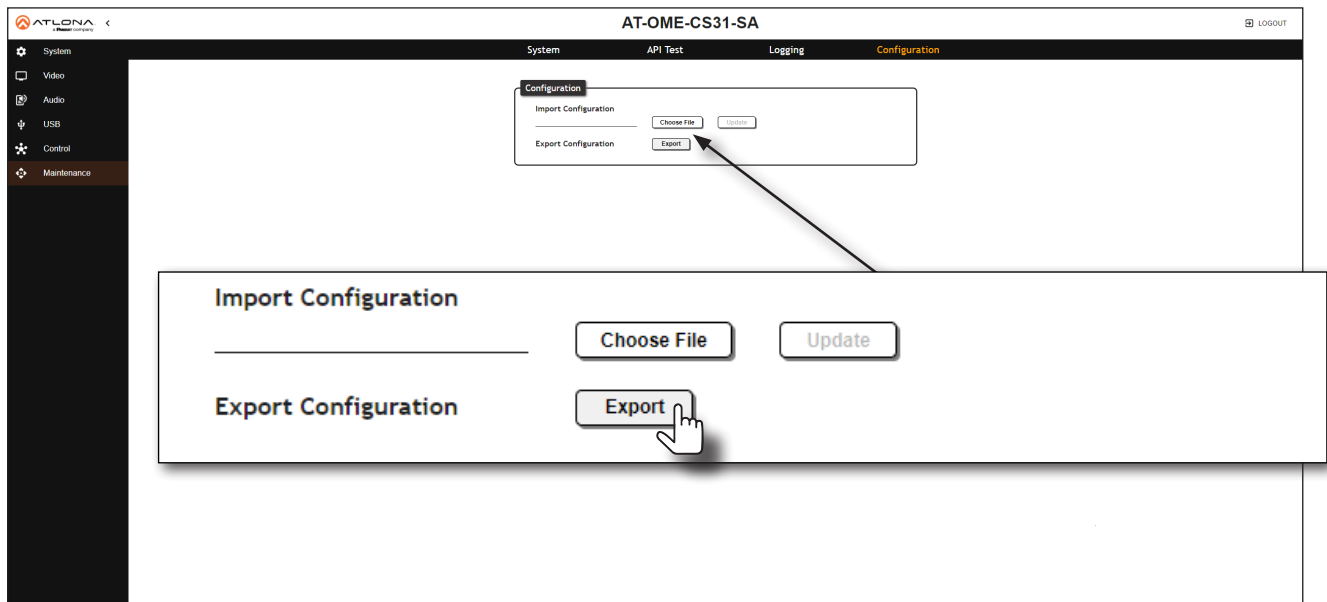 ATLONA
a Panduit company
<
AT-OME-CS31-SA
LOGOUT
System
Video
Audio
USB
Control
Maintenance
System API Test Logging Configuration
Configuration
Import Configuration
Choose File Update
Export Configuration Export
Import Configuration
Choose File Update
Export Configuration Export